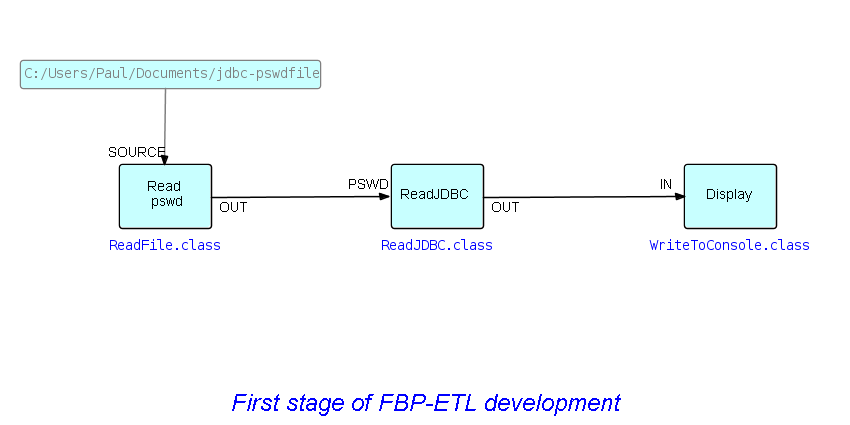 C:/Users/Paul/Documents/jdbc-pswdfile
SOURCE
Read
pswd
OUT
ReadFile.class
PSWD
ReadJDBC
OUT
ReadJDBC.class
IN
Display
WriteToConsole.class
First stage of FBP-ETL development